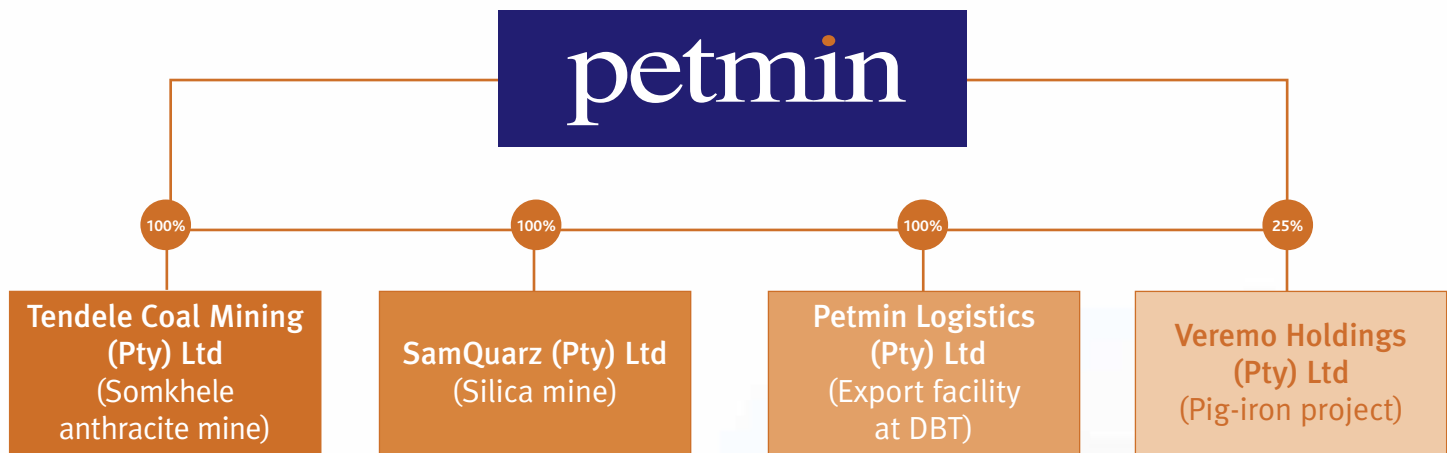 petmin
100%
100%
100%
25%
Tendele Coal Mining
(Pty) Ltd
(Somkhele
anthracite mine)
SamQuarz (Pty) Ltd
(Silica mine)
Petmin Logistics
(Pty) Ltd
(Export facility
at DBT)
Veremo Holdings
(Pty) Ltd
(Pig-iron project)